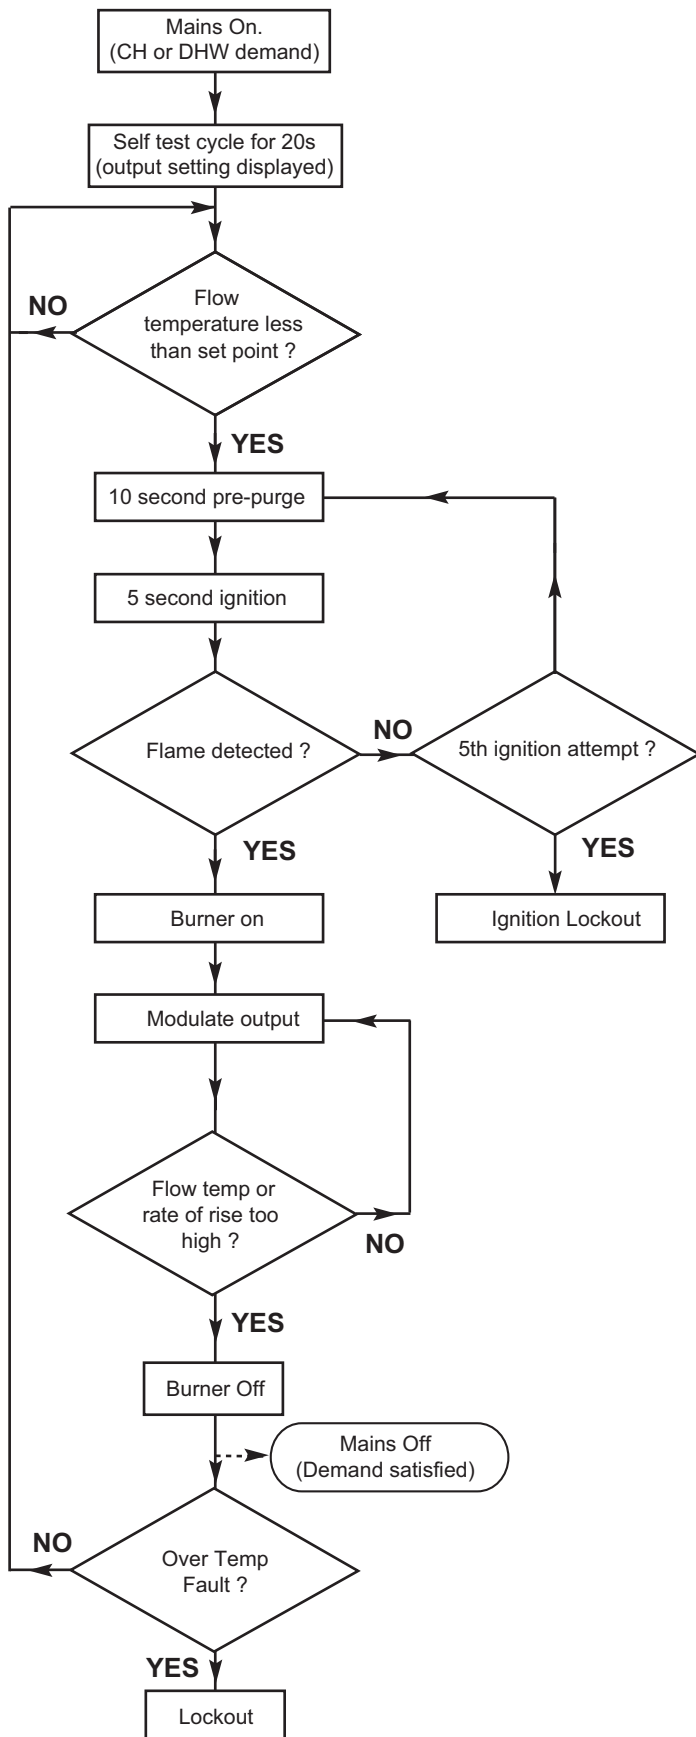 Mains On.
(CH or DHW demand)
Self test cycle for 20s
(output setting displayed)
NO
Flow
temperature less
than set point ?
YES
10 second pre-purge
5 second ignition
Flame detected ?
NO
5th ignition attempt ?
YES
YES
Burner on
Ignition Lockout
Modulate output
Flow temp or
rate of rise too
high ?
NO
YES
Burner Off
Mains Off
(Demand satisfied)
NO
Over Temp
Fault ?
YES
Lockout